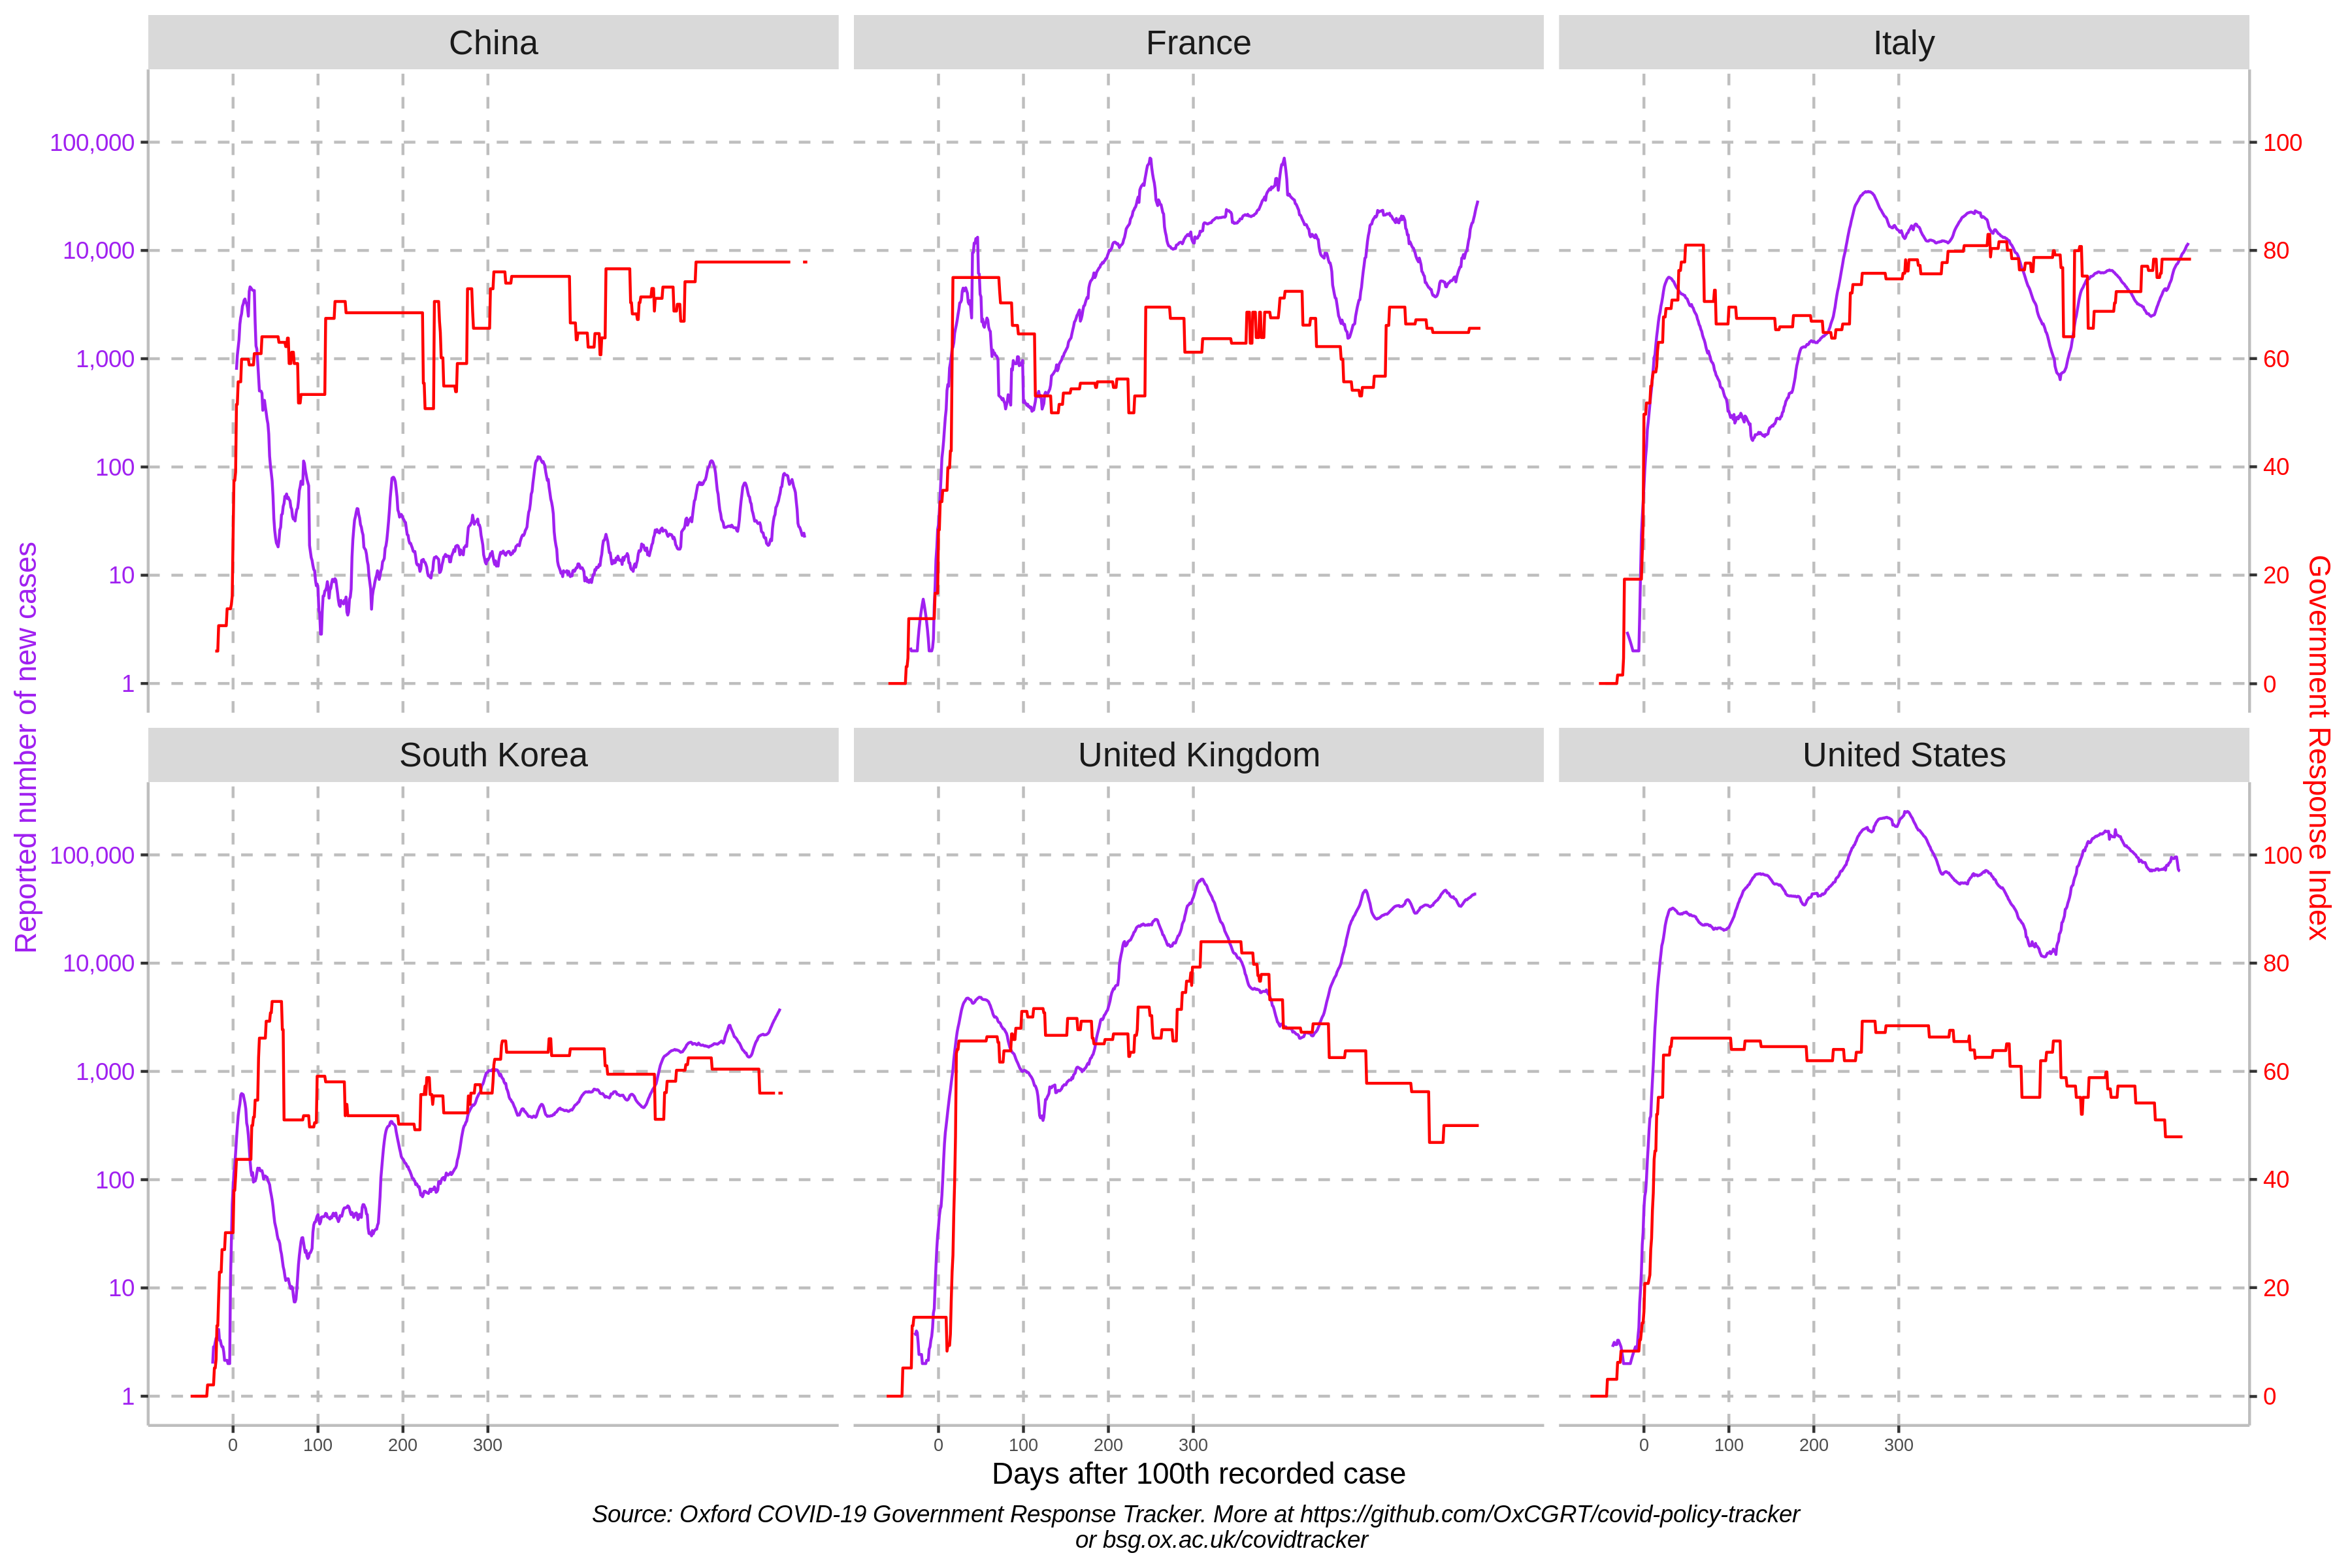 China
France
Italy
100,000
10,000
1,000
100
10
1
100
80
60
40
20
0
Reported number of new cases
Government Response Index
South Korea
United Kingdom
United States
100,000
10,000
1,000
100
10
1
100
80
60
40
20
0
0 100 200 300
0 100 200 300
0 100 200 300
Days after 100th recorded case
Source: Oxford COVID-19 Government Response Tracker. More at https://github.com/OxCGRT/covid-policy-tracker
or bsg.ox.ac.uk/covidtracker